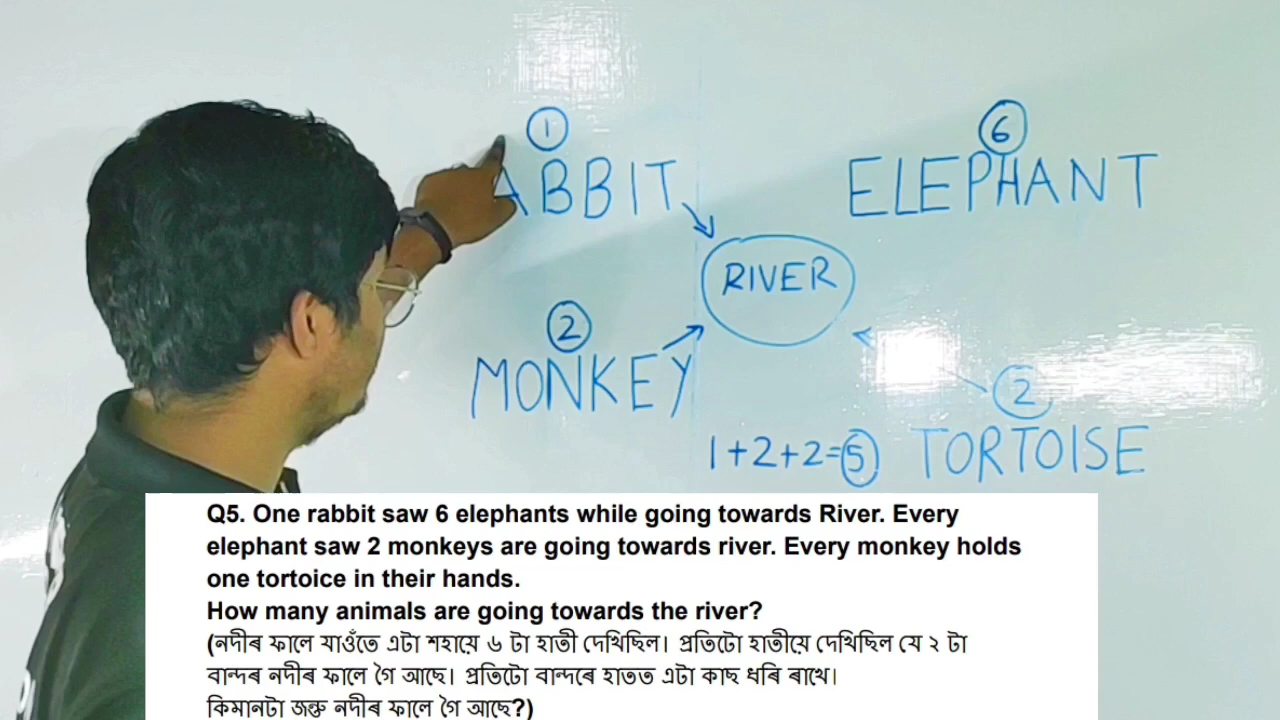 1
6
ABBIT
ELEPHANT
RIVER
2
MONKEY
2
1+2+2=5
TORTOISE
Q5. One rabbit saw 6 elephants while going towards River. Every
elephant saw 2 monkeys are going towards river. Every monkey holds
one tortoice in their hands.
How many animals are going towards the river?
(নদীৰ ফালে যাওঁতে এটা শহায়ে ৬ টা হাতী দেখিছিল। প্ৰতিটো হাতীয়ে দেখিছিল যে ২ টা
বান্দৰ নদীৰ ফালে গৈ আছে। প্ৰতিটো বান্দৰে হাতত এটা কাছ ধৰি ৰাখে।
কিমানটা জন্তু নদীৰ ফালে গৈ আছে?)